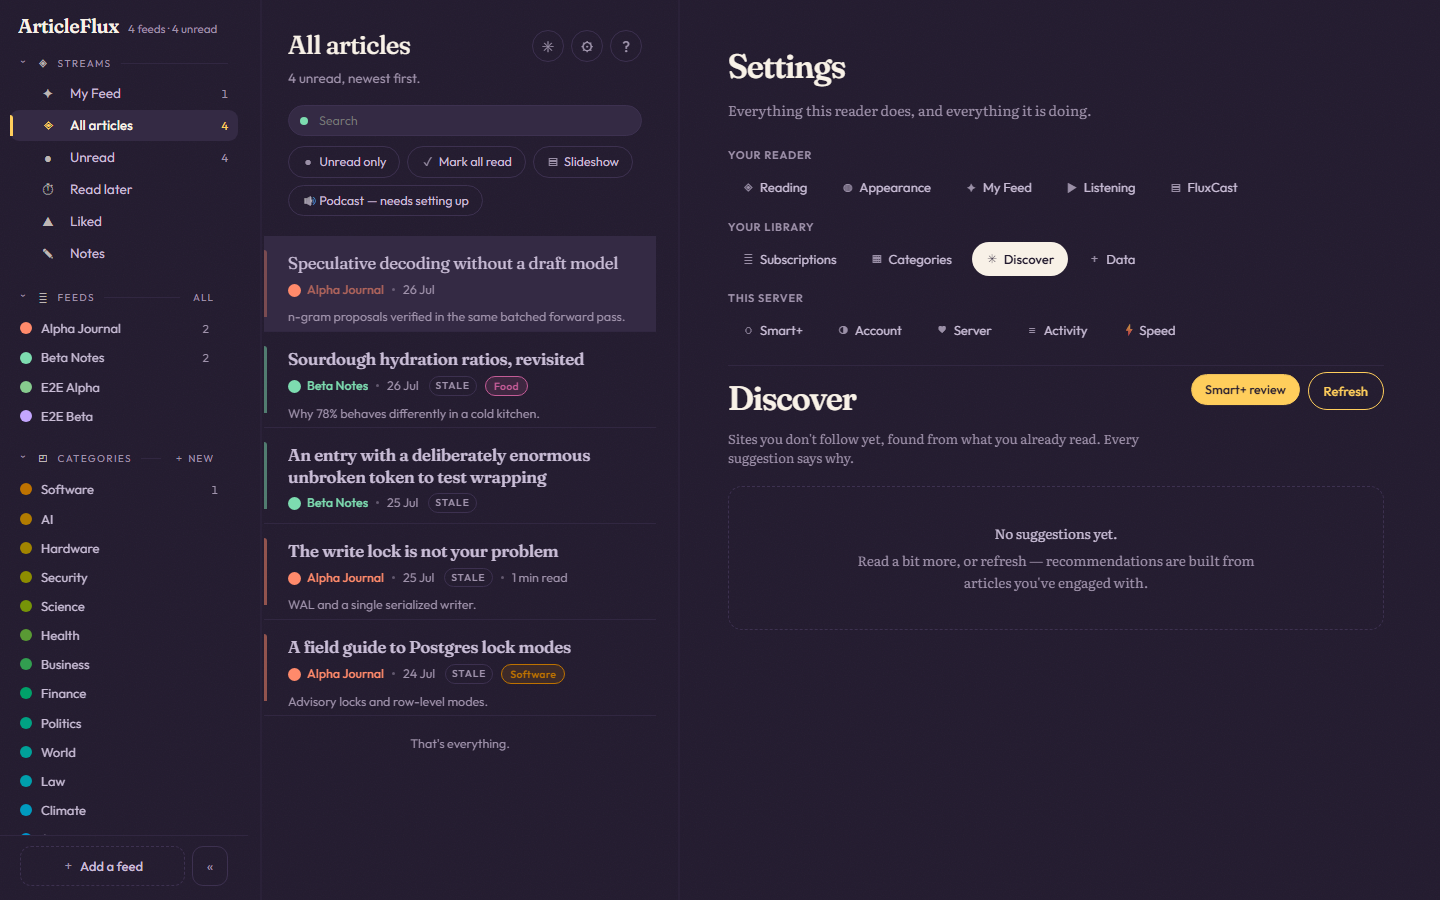 ArticleFlux 4 feeds · 4 unread
STREAMS
My Feed 1
All articles 4
Unread 4
Read later
Liked
Notes
FEEDS ALL
Alpha Journal 2
Beta Notes 2
E2E Alpha
E2E Beta
CATEGORIES + NEW
Software 1
AI
Hardware
Security
Science
Health
Business
Finance
Politics
World
Law
Climate
+ Add a feed «
All articles ?
4 unread, newest first.
Search
Unread only ✓ Mark all read Slideshow
Podcast — needs setting up
Speculative decoding without a draft model
Alpha Journal • 26 Jul
n-gram proposals verified in the same batched forward pass.
Sourdough hydration ratios, revisited
Beta Notes • 26 Jul STALE Food
Why 78% behaves differently in a cold kitchen.
An entry with a deliberately enormous
unbroken token to test wrapping
Beta Notes • 25 Jul STALE
The write lock is not your problem
Alpha Journal • 25 Jul STALE • 1 min read
WAL and a single serialized writer.
A field guide to Postgres lock modes
Alpha Journal • 24 Jul STALE Software
Advisory locks and row-level modes.
That's everything.
Settings
Everything this reader does, and everything it is doing.
YOUR READER
Reading Appearance My Feed Listening FluxCast
YOUR LIBRARY
Subscriptions Categories Discover + Data
THIS SERVER
Smart+ Account Server Activity Speed
Discover Smart+ review Refresh
Sites you don't follow yet, found from what you already read. Every
suggestion says why.
No suggestions yet.
Read a bit more, or refresh — recommendations are built from
articles you've engaged with.